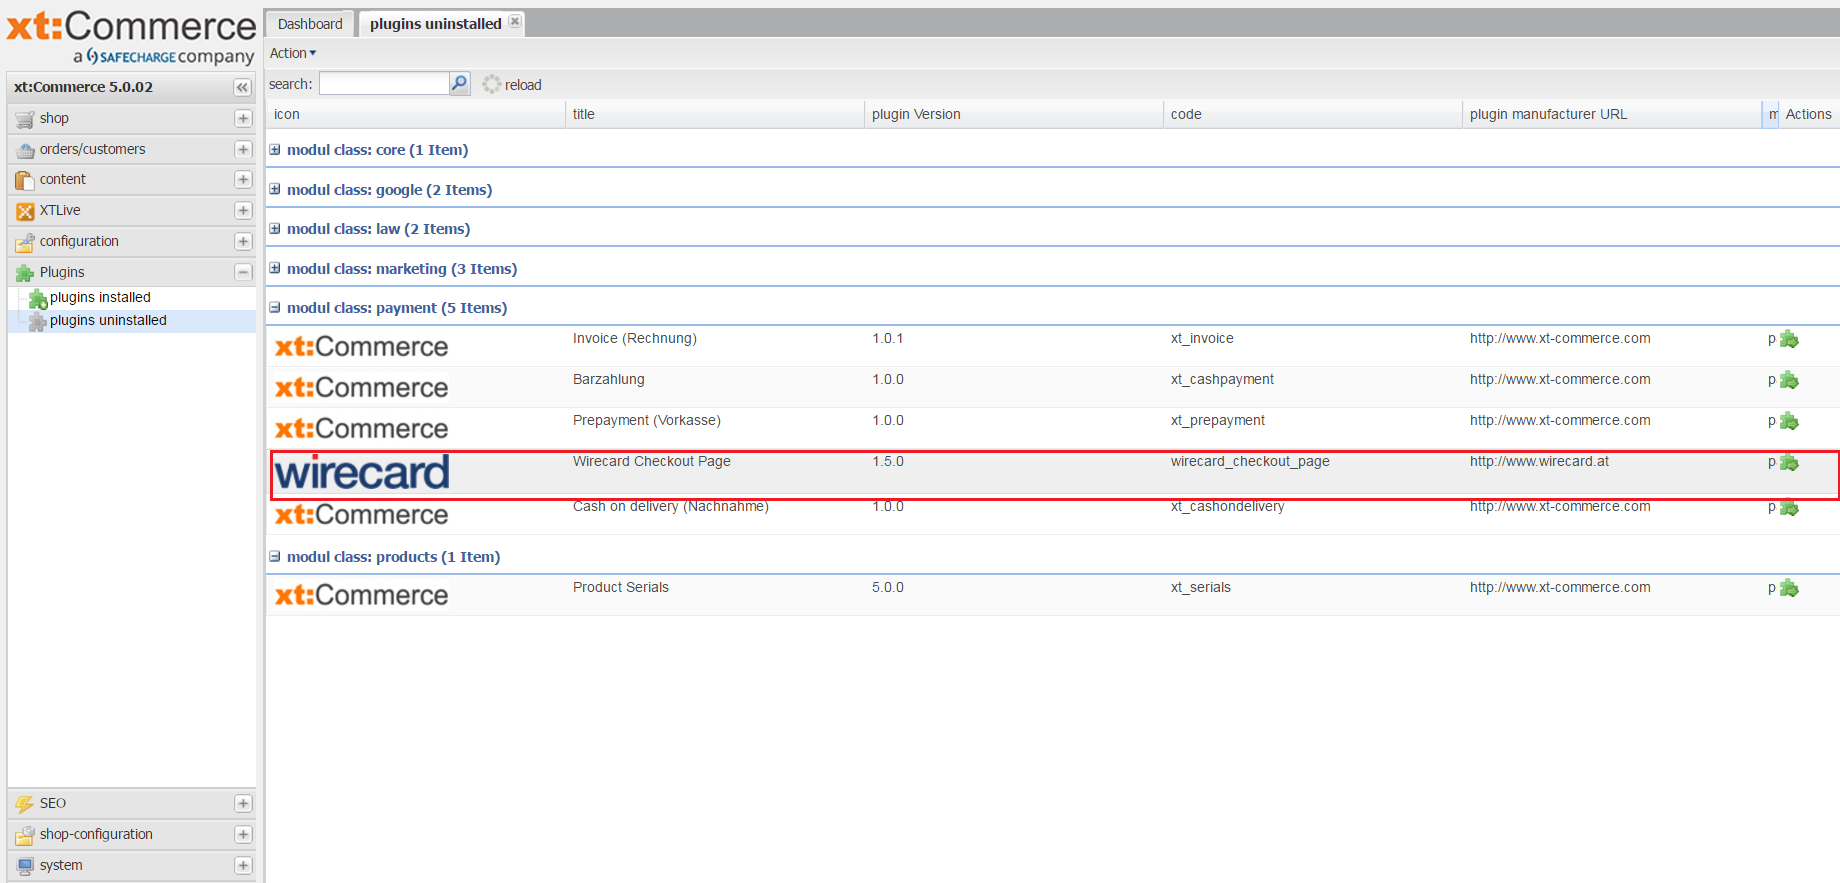 xt:Commerce
a SAFECHARGE company
xt:Commerce 5.0.02
shop
orders/customers
content
XTLive
configuration
Plugins
plugins installed
plugins uninstalled
SEO
shop-configuration
system
Dashboard
plugins uninstalled
Action
search:
reload
icon title plugin Version code plugin manufacturer URL m Actions
modul class: core (1 Item)
modul class: google (2 Items)
modul class: law (2 Items)
modul class: marketing (3 Items)
modul class: payment (5 Items)
xt:Commerce Invoice (Rechnung) 1.0.1 xt_invoice http://www.xt-commerce.com p
xt:Commerce Barzahlung 1.0.0 xt_cashpayment http://www.xt-commerce.com p
xt:Commerce Prepayment (Vorkasse) 1.0.0 xt_prepayment http://www.xt-commerce.com p
wirecard Wirecard Checkout Page 1.5.0 wirecard_checkout_page http://www.wirecard.at p
xt:Commerce Cash on delivery (Nachnahme) 1.0.0 xt_cashondelivery http://www.xt-commerce.com p
modul class: products (1 Item)
xt:Commerce Product Serials 5.0.0 xt_serials http://www.xt-commerce.com p